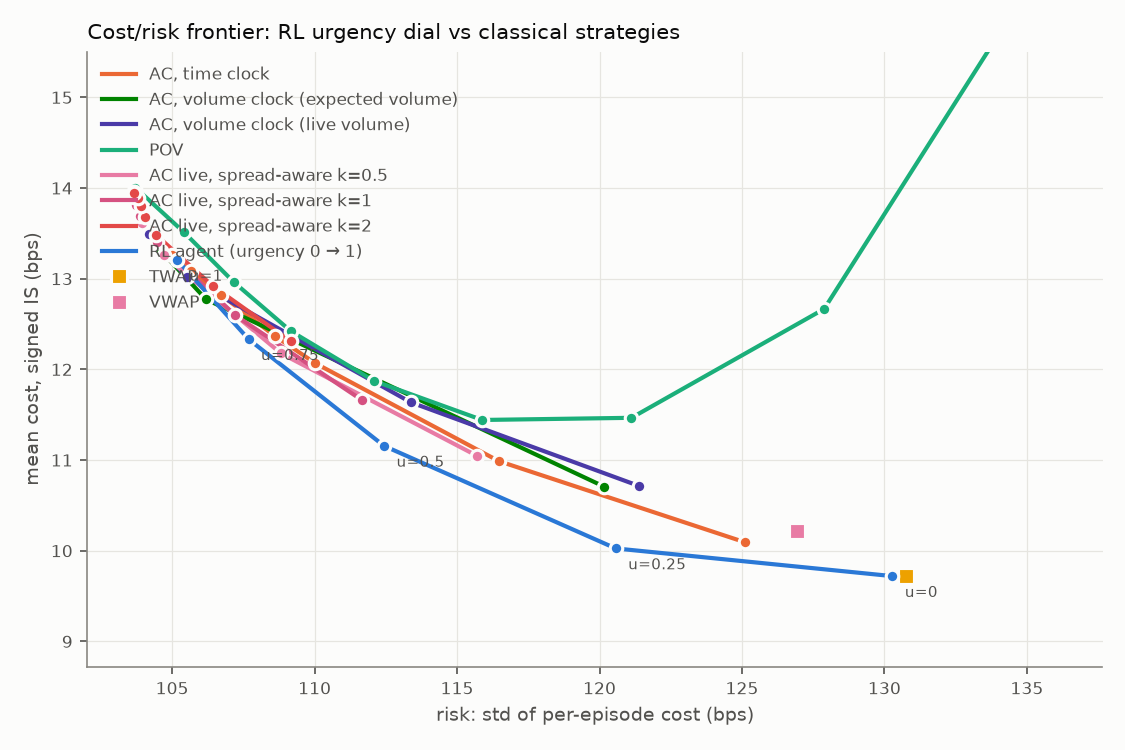 Cost/risk frontier: RL urgency dial vs classical strategies
AC, time clock
AC, volume clock (expected volume)
AC, volume clock (live volume)
POV
AC live, spread-aware k=0.5
AC live, spread-aware k=1
AC live, spread-aware k=2
RL agent (urgency 0 → 1)
TWAP
VWAP
u=1
u=0.75
u=0.5
u=0.25
u=0
15
14
13
12
11
10
9
mean cost, signed IS (bps)
105
110
115
120
125
130
135
risk: std of per-episode cost (bps)